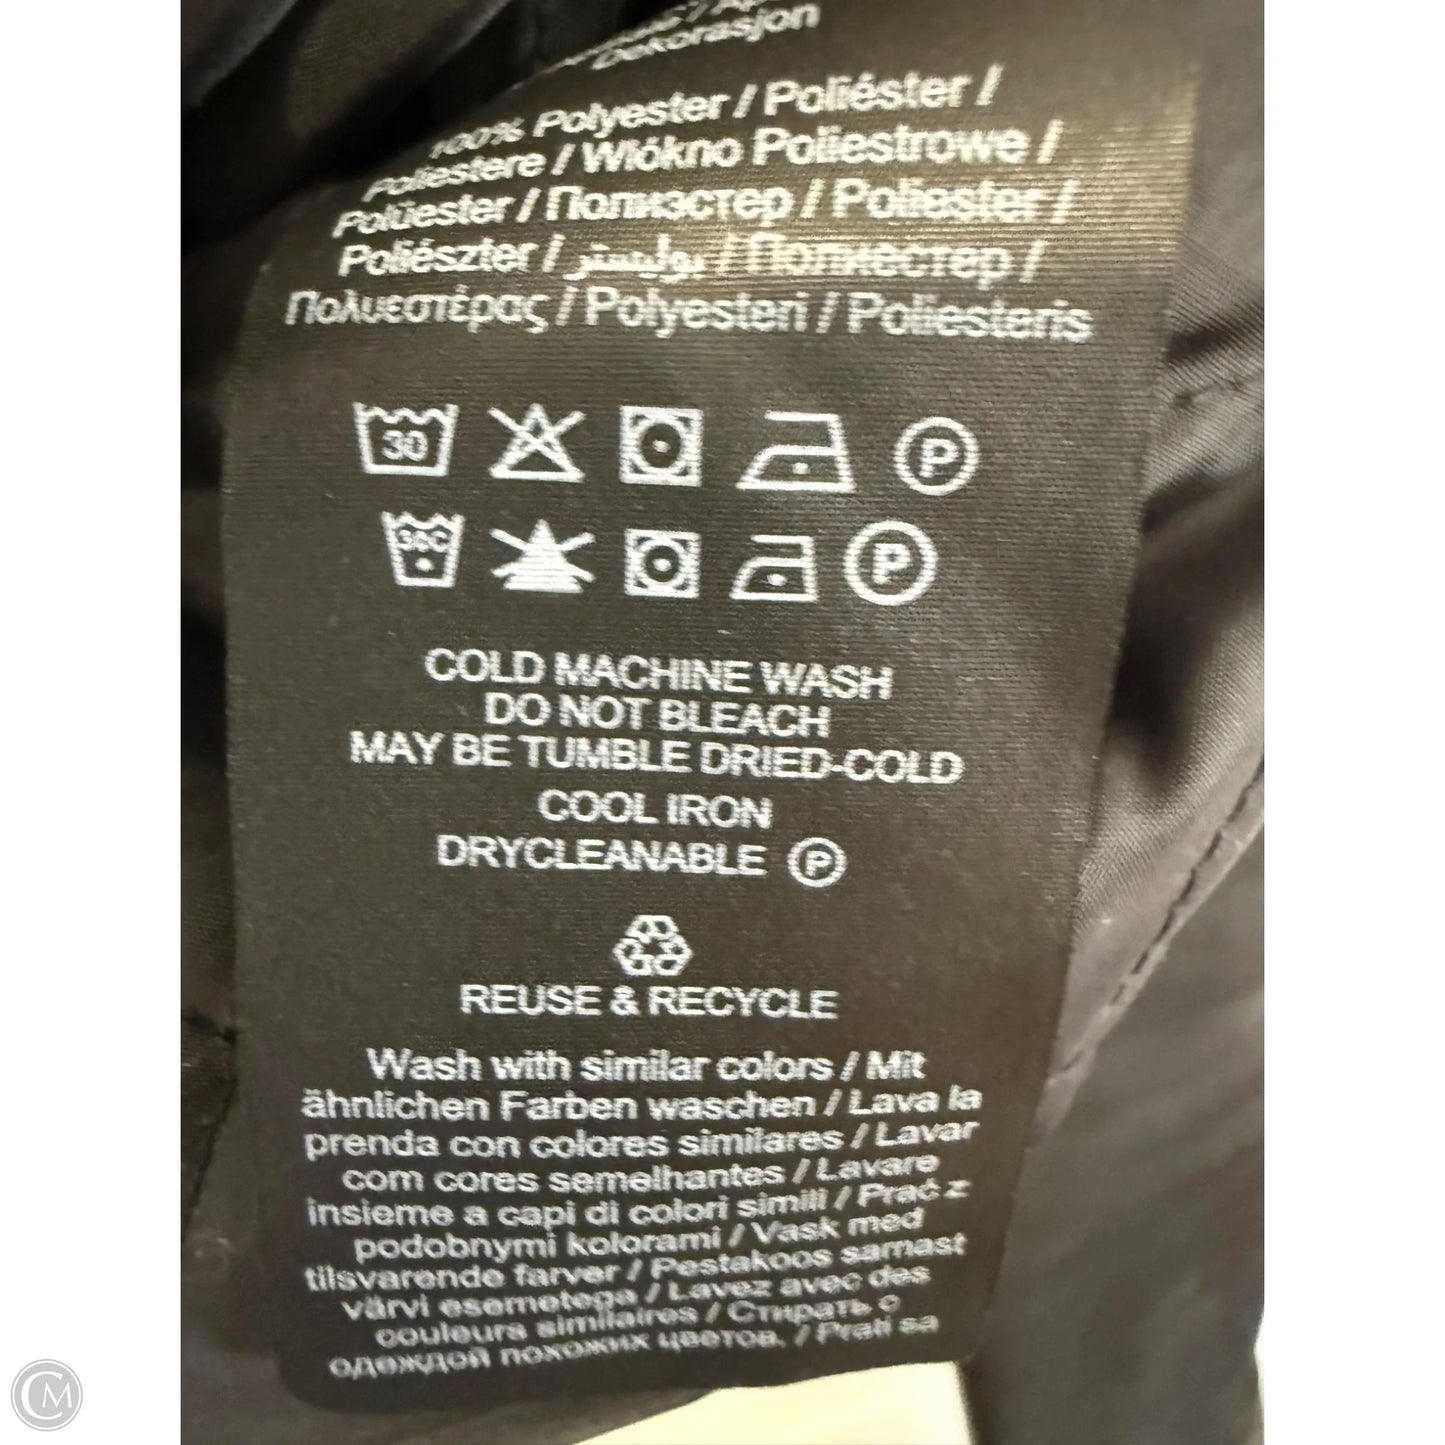 Dekorasjon
100% Polyester / Poliéster /
Poliestere / Włókno Poliestrowe /
Polüester / Полиэстер / Poliester /
Poliészter / بوليستر / Полиестер /
Πολυεστέρας / Polyesteri / Poliesteris
30 P
30C P
COLD MACHINE WASH
DO NOT BLEACH
MAY BE TUMBLE DRIED-COLD
COOL IRON
DRYCLEANABLE P
REUSE & RECYCLE
Wash with similar colors / Mit
ähnlichen Farben waschen / Lava la
prenda con colores similares / Lavar
com cores semelhantes / Lavare
insieme a capi di colori simili / Prać z
podobnymi kolorami / Vask med
tilsvarende farver / Pestakoos samast
värvi esemetega / Lavez avec des
couleurs similaires / Стирать с
одеждой похожих цветов. / Prati sa
CM